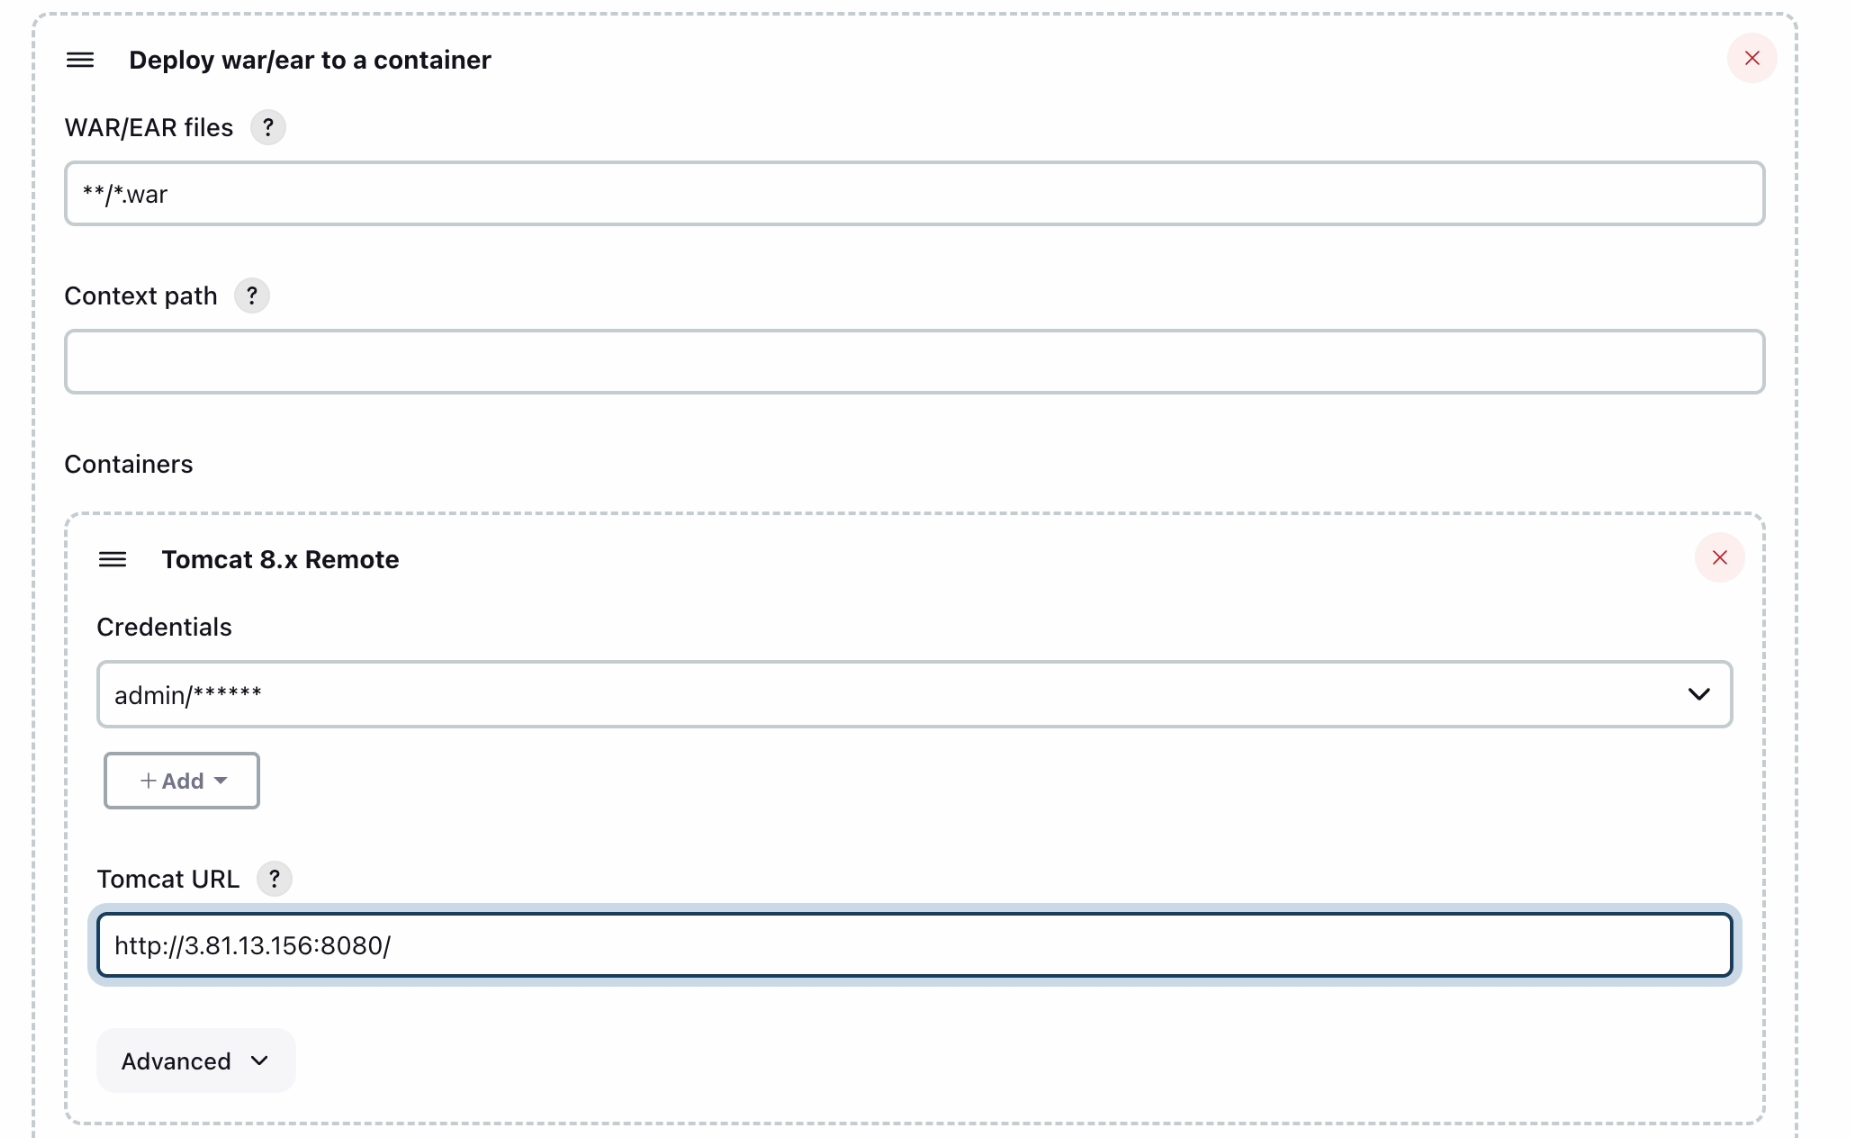 Deploy war/ear to a container
WAR/EAR files ?
**/*.war
Context path ?
Containers
Tomcat 8.x Remote
Credentials
admin/******
+ Add
Tomcat URL ?
http://3.81.13.156:8080/
Advanced